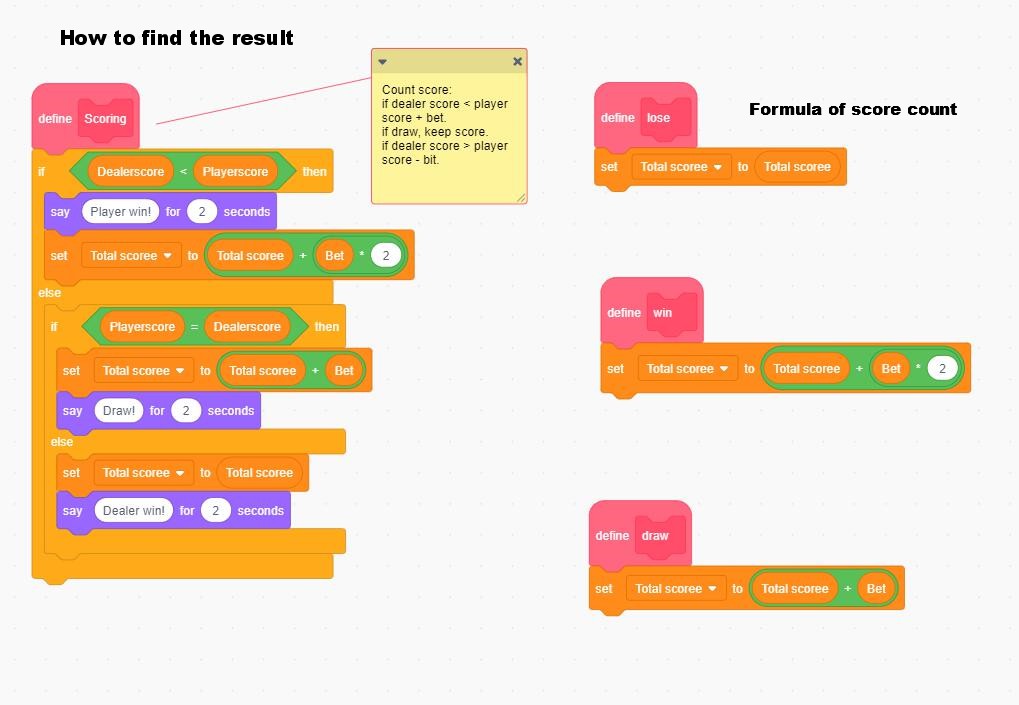 How to find the result
define Scoring
if Dealerscore < Playerscore then
say Player win! for 2 seconds
set Total scoree to Total scoree + Bet * 2
else
if Playerscore = Dealerscore then
set Total scoree to Total scoree + Bet
say Draw! for 2 seconds
else
set Total scoree to Total scoree
say Dealer win! for 2 seconds
Count score:
if dealer score < player
score + bet.
if draw, keep score.
if dealer score > player
score - bit.
Formula of score count
define lose
set Total scoree to Total scoree
define win
set Total scoree to Total scoree + Bet * 2
define draw
set Total scoree to Total scoree + Bet